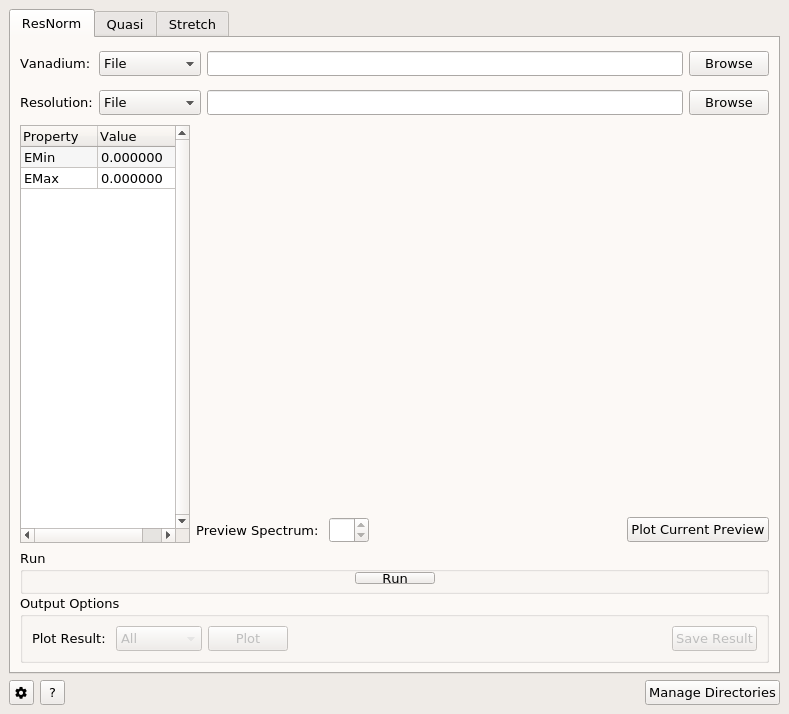 ResNorm Quasi Stretch
Vanadium: File Browse
Resolution: File Browse
Property Value
EMin 0.000000
EMax 0.000000
Preview Spectrum: Plot Current Preview
Run
Run
Output Options
Plot Result: All Plot Save Result
? Manage Directories